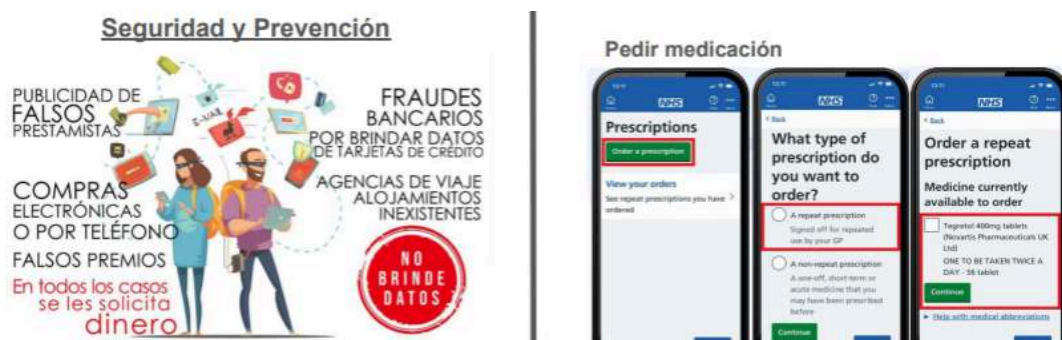 Seguridad y Prevención
PUBLICIDAD DE
FALSOS
PRESTAMISTAS
E-MAIL
COMPRAS
ELECTRÓNICAS
O POR TELÉFONO
FALSOS PREMIOS
En todos los casos
se les solicita
dinero
FRAUDES
BANCARIOS
POR BRINDAR DATOS
DE TARJETAS DE CRÉDITO
AGENCIAS DE VIAJE
ALOJAMIENTOS
INEXISTENTES
NO
BRINDE
DATOS
Pedir medicación
NHS
Prescriptions
Order a prescription
View your orders
See repeat prescriptions you have
ordered
NHS
< Back
What type of
prescription do
you want to
order?
A repeat prescription
Signed off for repeated
use by your GP
A non-repeat prescription
A one-off, short-term or
acute medicine that you
may have been prescribed
before
Continue
NHS
< Back
Order a repeat
prescription
Medicine currently
available to order
Tegretol 400mg tablets
(Novartis Pharmaceuticals UK
Ltd)
ONE TO BE TAKEN TWICE A
DAY - 56 tablet
Continue
Help with medical abbreviations